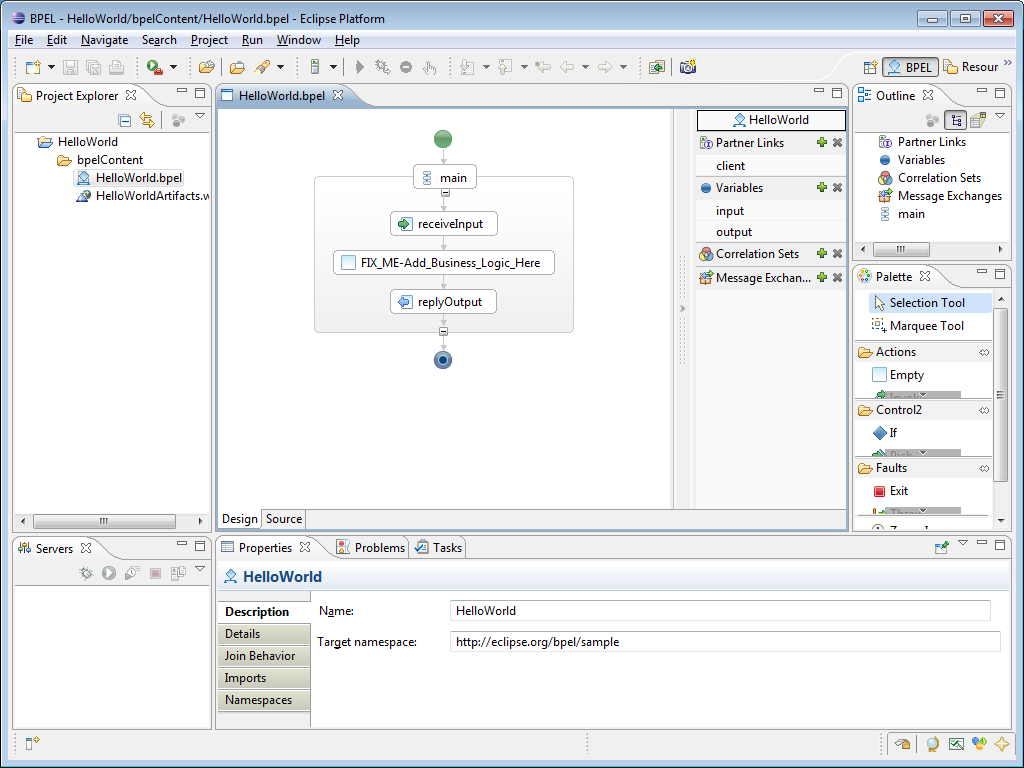 BPEL - HelloWorld/bpelContent/HelloWorld.bpel - Eclipse Platform
File Edit Navigate Search Project Run Window Help
BPEL Resour
Project Explorer
HelloWorld
bpelContent
HelloWorld.bpel
HelloWorldArtifacts.w
HelloWorld.bpel
main
receiveInput
FIX_ME-Add_Business_Logic_Here
replyOutput
HelloWorld
Partner Links
client
Variables
input
output
Correlation Sets
Message Exchan...
Design Source
Outline
Partner Links
Variables
Correlation Sets
Message Exchanges
main
Palette
Selection Tool
Marquee Tool
Actions
Empty
Control2
If
Faults
Exit
Servers
Properties Problems Tasks
HelloWorld
Description
Details
Join Behavior
Imports
Namespaces
Name: HelloWorld
Target namespace: http://eclipse.org/bpel/sample